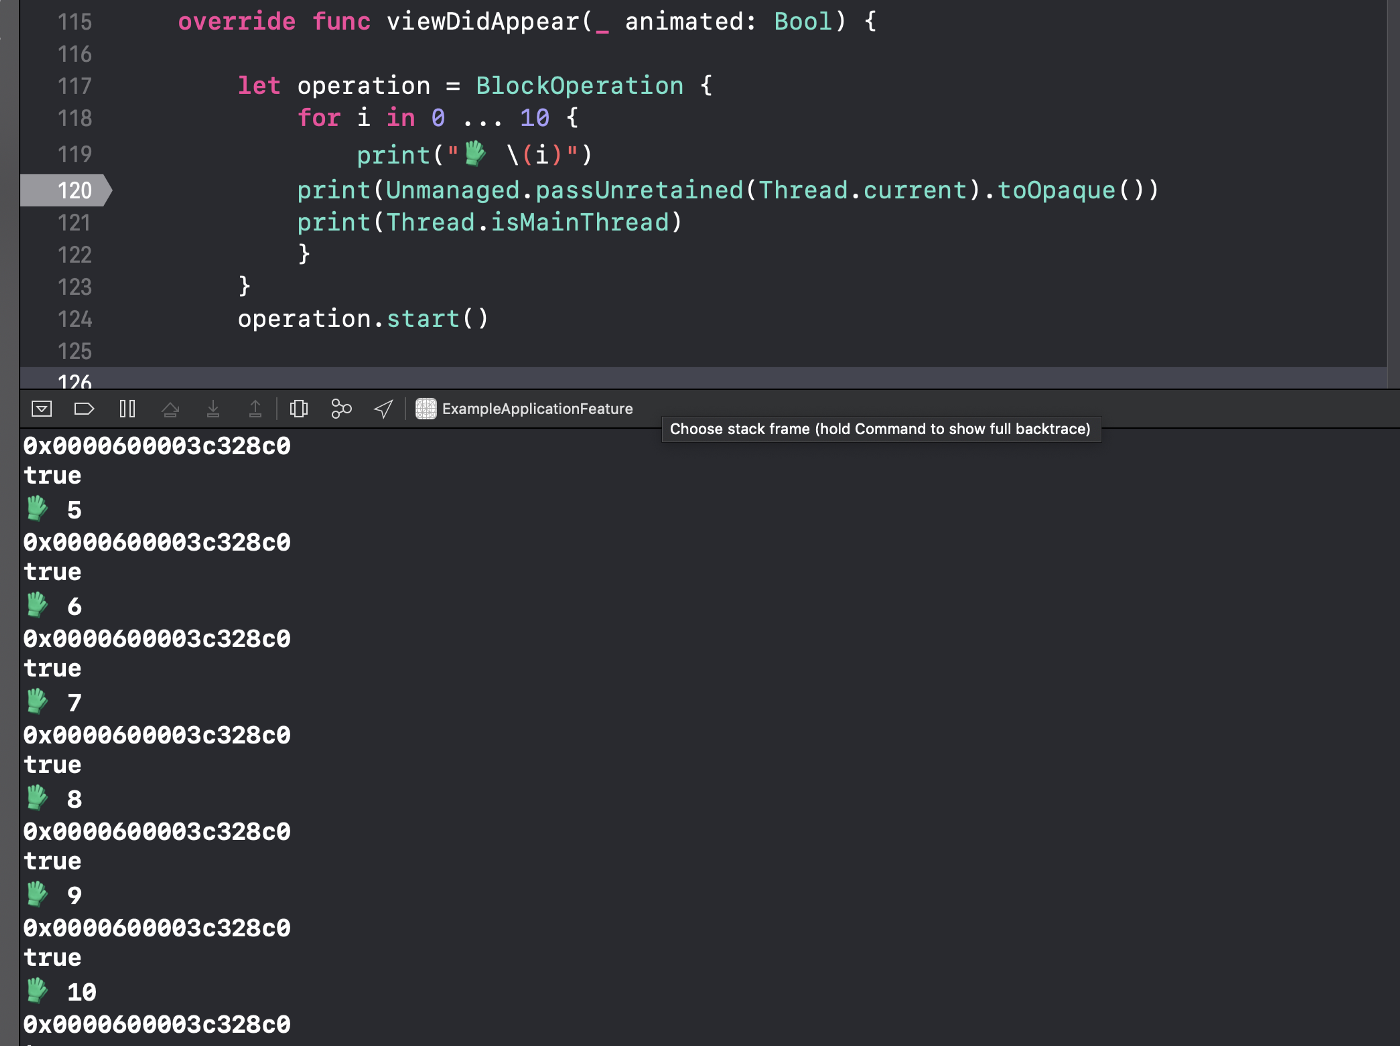 115 override func viewDidAppear(_ animated: Bool) {
116
117 let operation = BlockOperation {
118 for i in 0 ... 10 {
119 print("🧤 \(i)")
120 print(Unmanaged.passUnretained(Thread.current).toOpaque())
121 print(Thread.isMainThread)
122 }
123 }
124 operation.start()
125
126
ExampleApplicationFeature
Choose stack frame (hold Command to show full backtrace)
0x0000600003c328c0
true
🧤 5
0x0000600003c328c0
true
🧤 6
0x0000600003c328c0
true
🧤 7
0x0000600003c328c0
true
🧤 8
0x0000600003c328c0
true
🧤 9
0x0000600003c328c0
true
🧤 10
0x0000600003c328c0